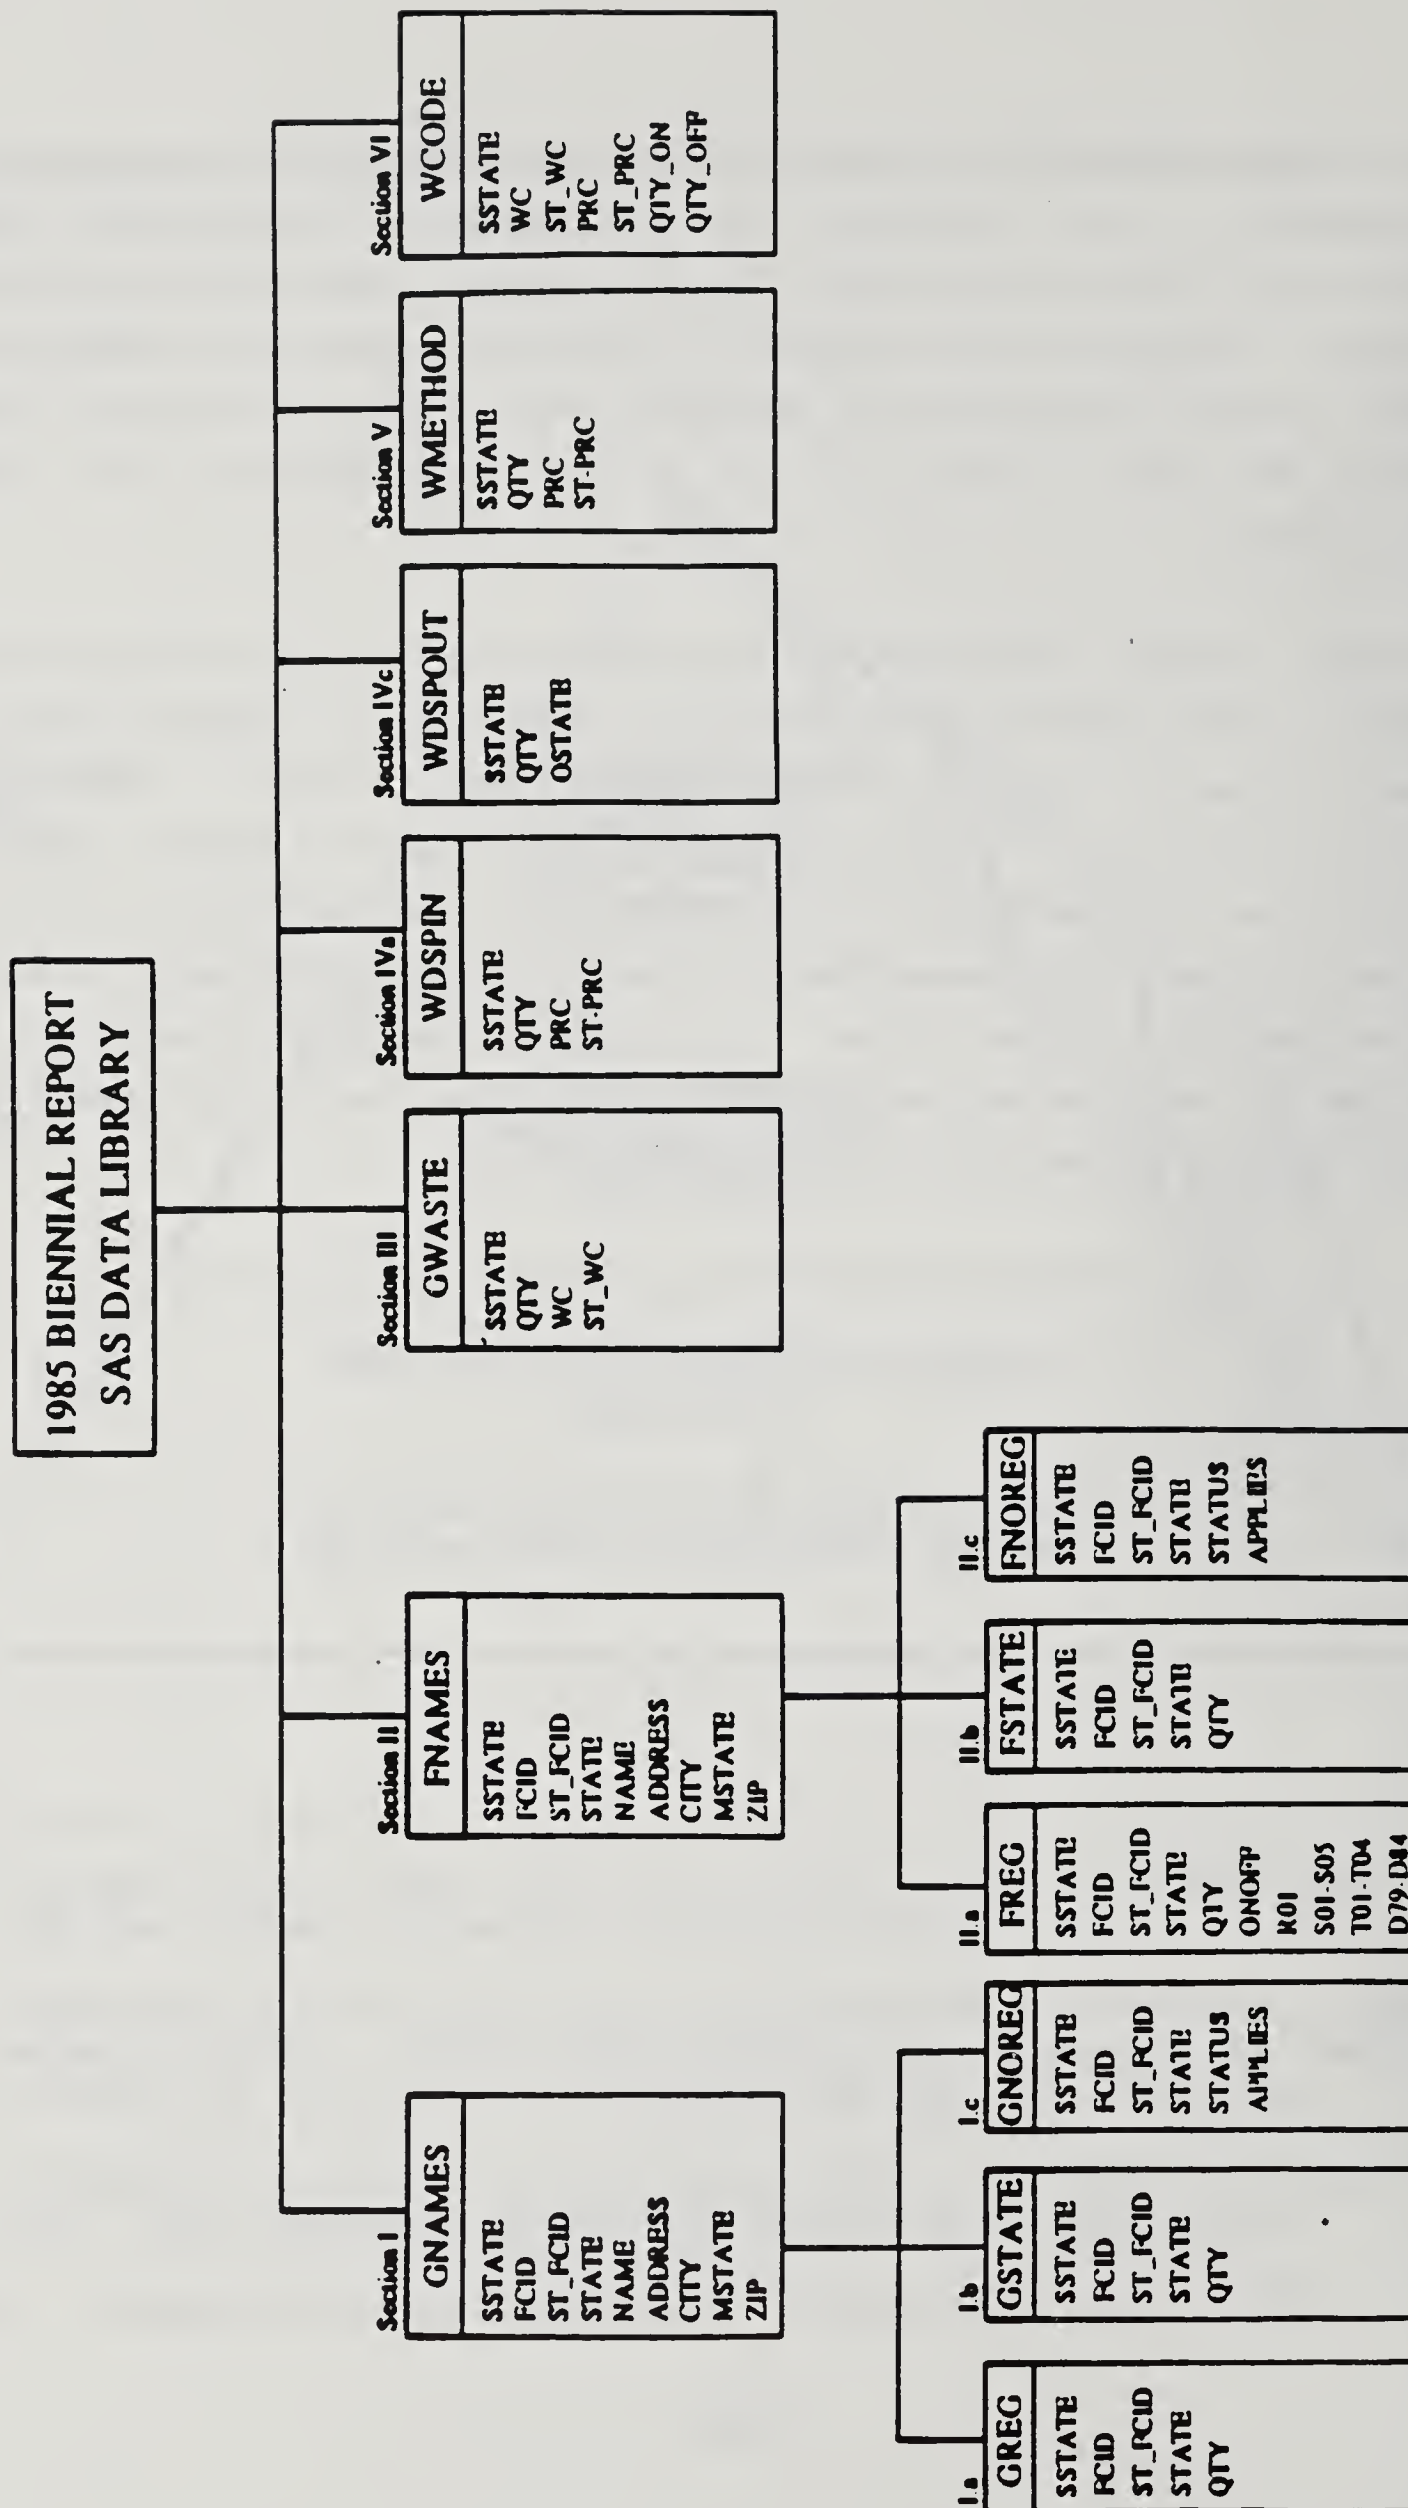 1985 BIENNIAL REPORT
SAS DATA LIBRARY
Section I
GNAMES
SSTATE
FCID
ST_FCID
STATE
NAME
ADDRESS
CITY
MSTATE
ZIP
Section II
FNAMES
SSTATE
FCID
ST_FCID
STATE
NAME
ADDRESS
CITY
MSTATE
ZIP
Section III
GWASTE
SSTATE
QTY
WC
ST_WC
Section IVa
WDSPIN
SSTATE
QTY
PRC
ST-PRC
Section IVc
WDSPOUT
SSTATE
QTY
OSTATE
Section V
WMETHOD
SSTATE
QTY
PRC
ST-PRC
Section VI
WCODE
SSTATE
WC
ST_WC
PRC
ST_PRC
QTY_ON
QTY_OFF
I.a
GREG
SSTATE
FCID
ST_FCID
STATE
QTY
I.b
GSTATE
SSTATE
FCID
ST_FCID
STATE
QTY
I.c
GNOREG
SSTATE
FCID
ST_FCID
STATE
STATUS
APPLIES
II.a
FREG
SSTATE
FCID
ST_FCID
STATE
QTY
ONOFF
R01
S01-S05
T01-T04
D79-D84
II.b
FSTATE
SSTATE
FCID
ST_FCID
STATE
QTY
II.c
FNOREG
SSTATE
FCID
ST_FCID
STATE
STATUS
APPLIES